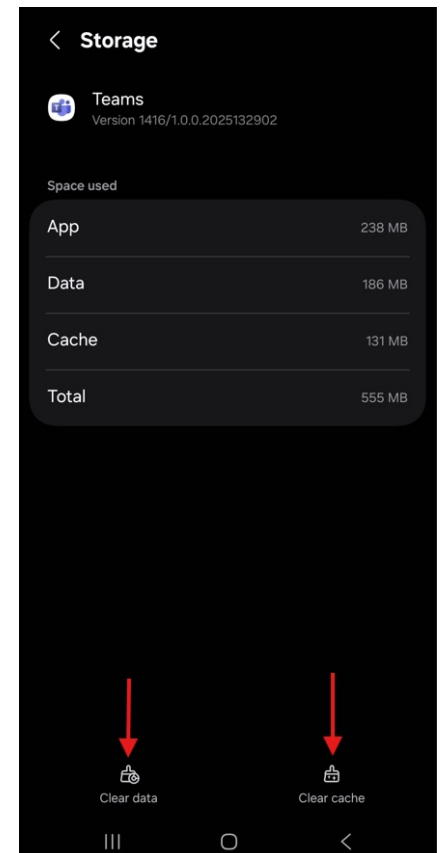 Storage
Teams
Version 1416/1.0.0.2025132902
Space used
App 238 MB
Data 186 MB
Cache 131 MB
Total 555 MB
Clear data Clear cache